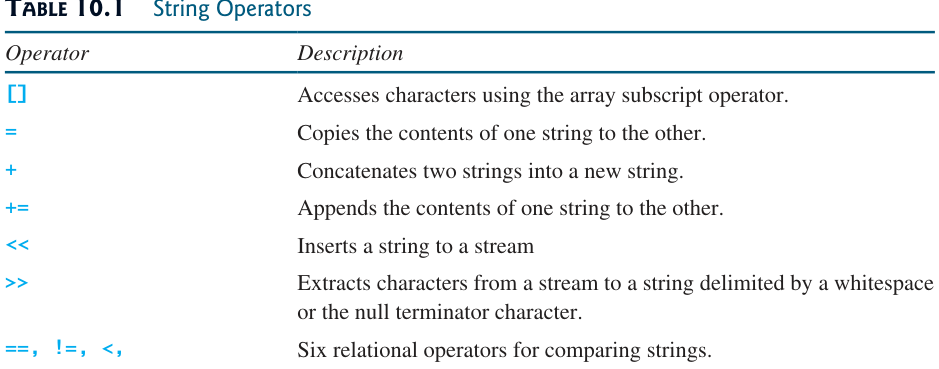 TABLE 10.1 String Operators
Operator Description
[] Accesses characters using the array subscript operator.
= Copies the contents of one string to the other.
+ Concatenates two strings into a new string.
+= Appends the contents of one string to the other.
<< Inserts a string to a stream
>> Extracts characters from a stream to a string delimited by a whitespace
or the null terminator character.
==, !=, <, Six relational operators for comparing strings.